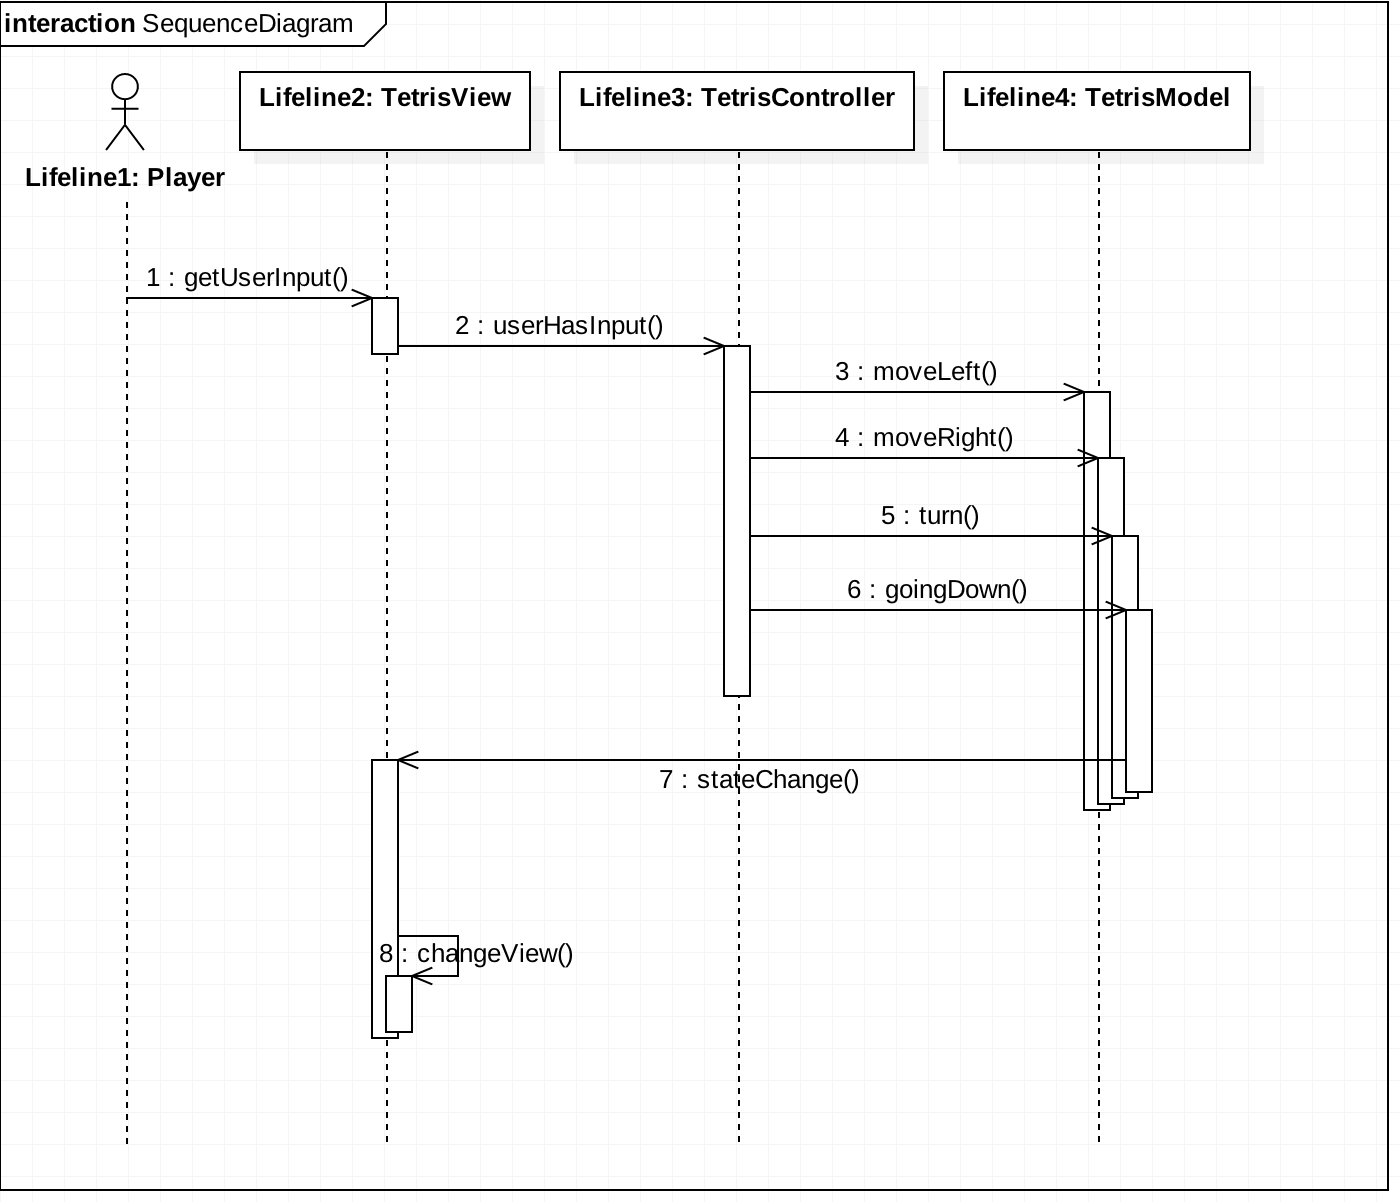 interaction SequenceDiagram
Lifeline2: TetrisView
Lifeline3: TetrisController
Lifeline4: TetrisModel
Lifeline1: Player
1 : getUserInput()
2 : userHasInput()
3 : moveLeft()
4 : moveRight()
5 : turn()
6 : goingDown()
7 : stateChange()
8 : changeView()